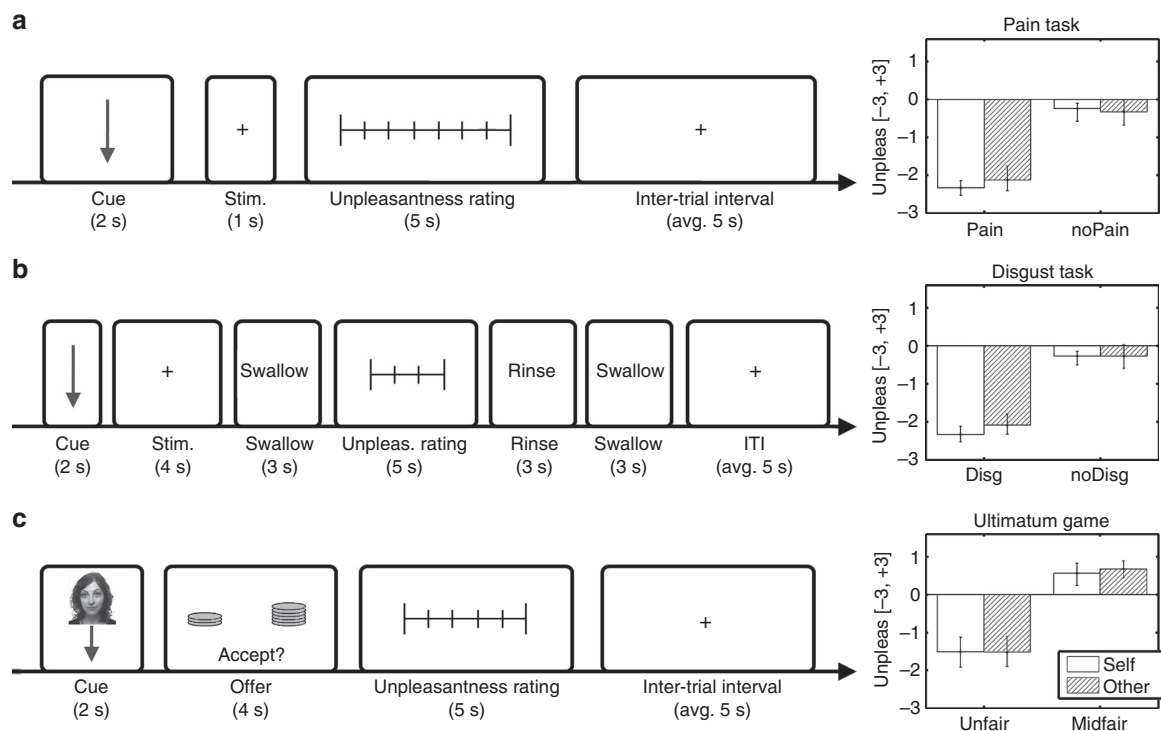 a
Cue
(2 s)
+
Stim.
(1 s)
Unpleasantness rating
(5 s)
+
Inter-trial interval
(avg. 5 s)
Pain task
Unpleas [–3, +3]
1
0
–1
–2
–3
Pain noPain
b
Cue
(2 s)
+
Stim.
(4 s)
Swallow
Swallow
(3 s)
Unpleas. rating
(5 s)
Rinse
Rinse
(3 s)
Swallow
Swallow
(3 s)
+
ITI
(avg. 5 s)
Disgust task
Unpleas [–3, +3]
1
0
–1
–2
–3
Disg noDisg
c
Cue
(2 s)
Accept?
Offer
(4 s)
Unpleasantness rating
(5 s)
+
Inter-trial interval
(avg. 5 s)
Ultimatum game
Unpleas [–3, +3]
1
0
–1
–2
–3
Self
Other
Unfair Midfair